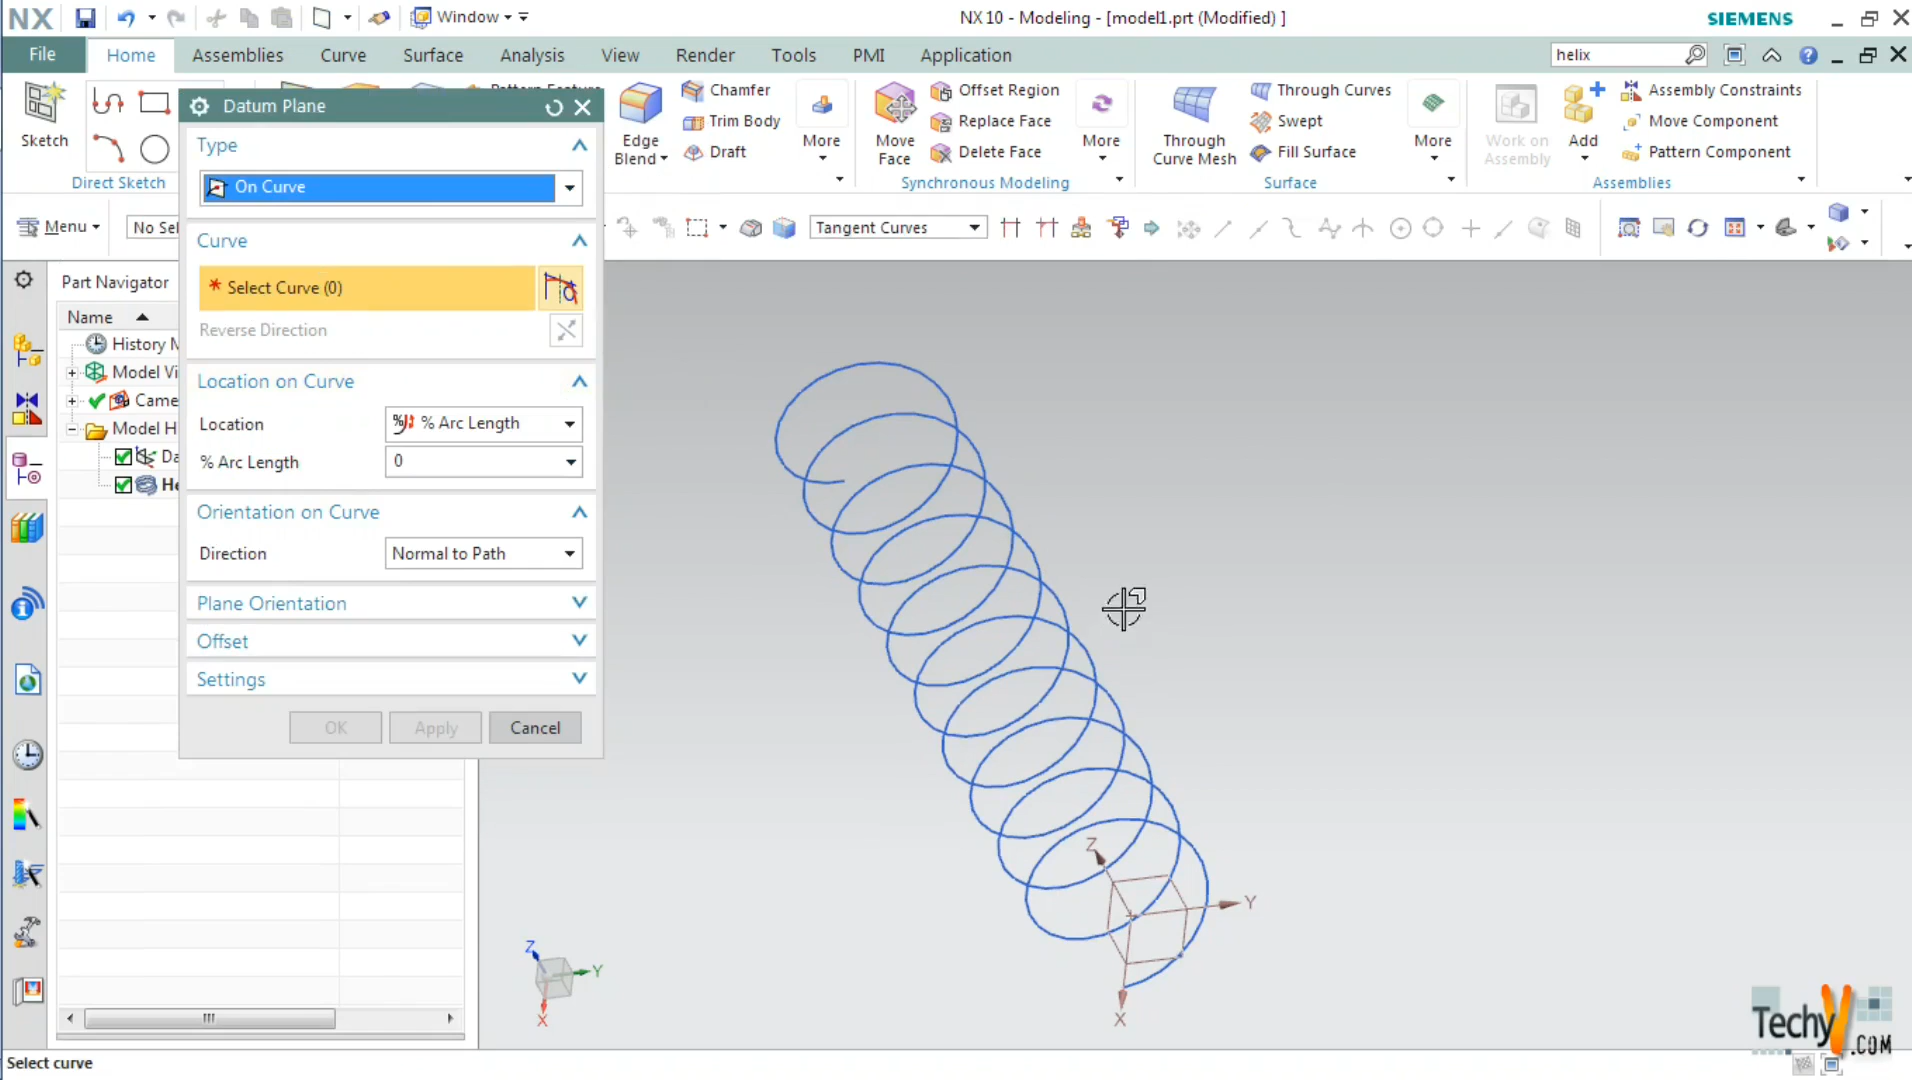 NX
Window
NX 10 - Modeling - [model1.prt (Modified) ]
SIEMENS
File
Home
Assemblies
Curve
Surface
Analysis
View
Render
Tools
PMI
Application
helix
Sketch
Direct Sketch
Edge
Blend
Chamfer
Trim Body
Draft
More
Move
Face
Offset Region
Replace Face
Delete Face
More
Synchronous Modeling
Through
Curve Mesh
Through Curves
Swept
Fill Surface
More
Surface
Work on
Assembly
Add
Assembly Constraints
Move Component
Pattern Component
Assemblies
Menu
No Sel
Tangent Curves
Part Navigator
Name
History M
Model Vi
Came
Model H
Da
He
Datum Plane
Type
On Curve
Curve
* Select Curve (0)
Reverse Direction
Location on Curve
Location
% Arc Length
% Arc Length
0
Orientation on Curve
Direction
Normal to Path
Plane Orientation
Offset
Settings
OK
Apply
Cancel
Z
Y
X
Z
Y
X
TechyV
.COM
Select curve